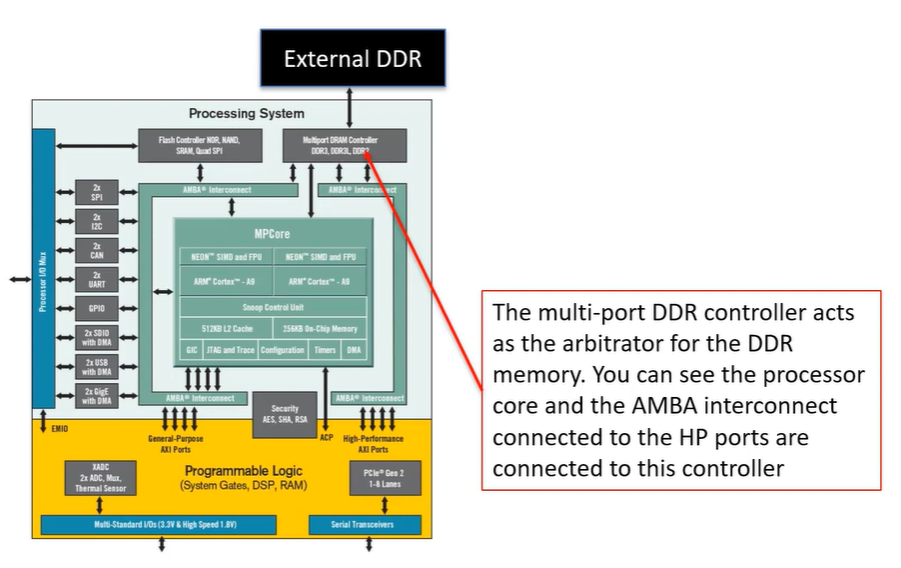 External DDR
Processing System
Flash Controller NOR, NAND,
SRAM, Quad SPI
Multiport DRAM Controller
DDR3, DDR3L, DDR2
AMBA® Interconnect
AMBA® Interconnect
Processor I/O Mux
2x
SPI
2x
I2C
2x
CAN
2x
UART
GPIO
2x SDIO
with DMA
2x USB
with DMA
2x GigE
with DMA
MPCore
NEON™ SIMD and FPU
NEON™ SIMD and FPU
ARM® Cortex™ - A9
ARM® Cortex™ - A9
Snoop Control Unit
512KB L2 Cache
256KB On-Chip Memory
GIC
JTAG and Trace
Configuration
Timers
DMA
AMBA® Interconnect
AMBA® Interconnect
Security
AES, SHA, RSA
EMIO
General-Purpose
AXI Ports
ACP
High-Performance
AXI Ports
XADC
2x ADC, Mux,
Thermal Sensor
Programmable Logic
(System Gates, DSP, RAM)
PCIe® Gen 2
1-8 Lanes
Multi-Standard I/Os (3.3V & High Speed 1.8V)
Serial Transceivers
The multi-port DDR controller acts
as the arbitrator for the DDR
memory. You can see the processor
core and the AMBA interconnect
connected to the HP ports are
connected to this controller